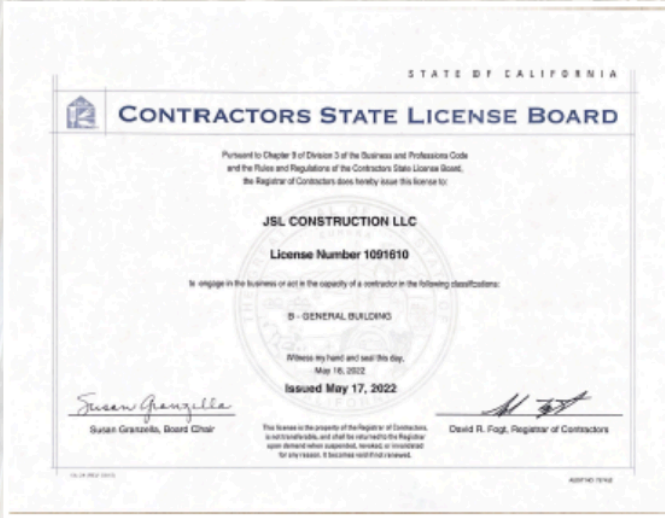 STATE OF CALIFORNIA
CONTRACTORS STATE LICENSE BOARD
Pursuant to Chapter 9 of Division 3 of the Business and Professions Code
and the Rules and Regulations of the Contractors State License Board,
the Registrar of Contractors does hereby issue this license to:
JSL CONSTRUCTION LLC
License Number 1091610
to engage in the business or act in the capacity of a contractor in the following classifications:
B - GENERAL BUILDING
Witness my hand and seal this day,
May 18, 2022
Issued May 17, 2022
Susan Granzella
Susan Granzella, Board Chair
This license is the property of the Registrar of Contractors,
is not transferable, and shall be returned to the Registrar
upon demand when suspended, revoked, or invalidated
for any reason. It becomes void if not renewed.
David R. Fogt, Registrar of Contractors